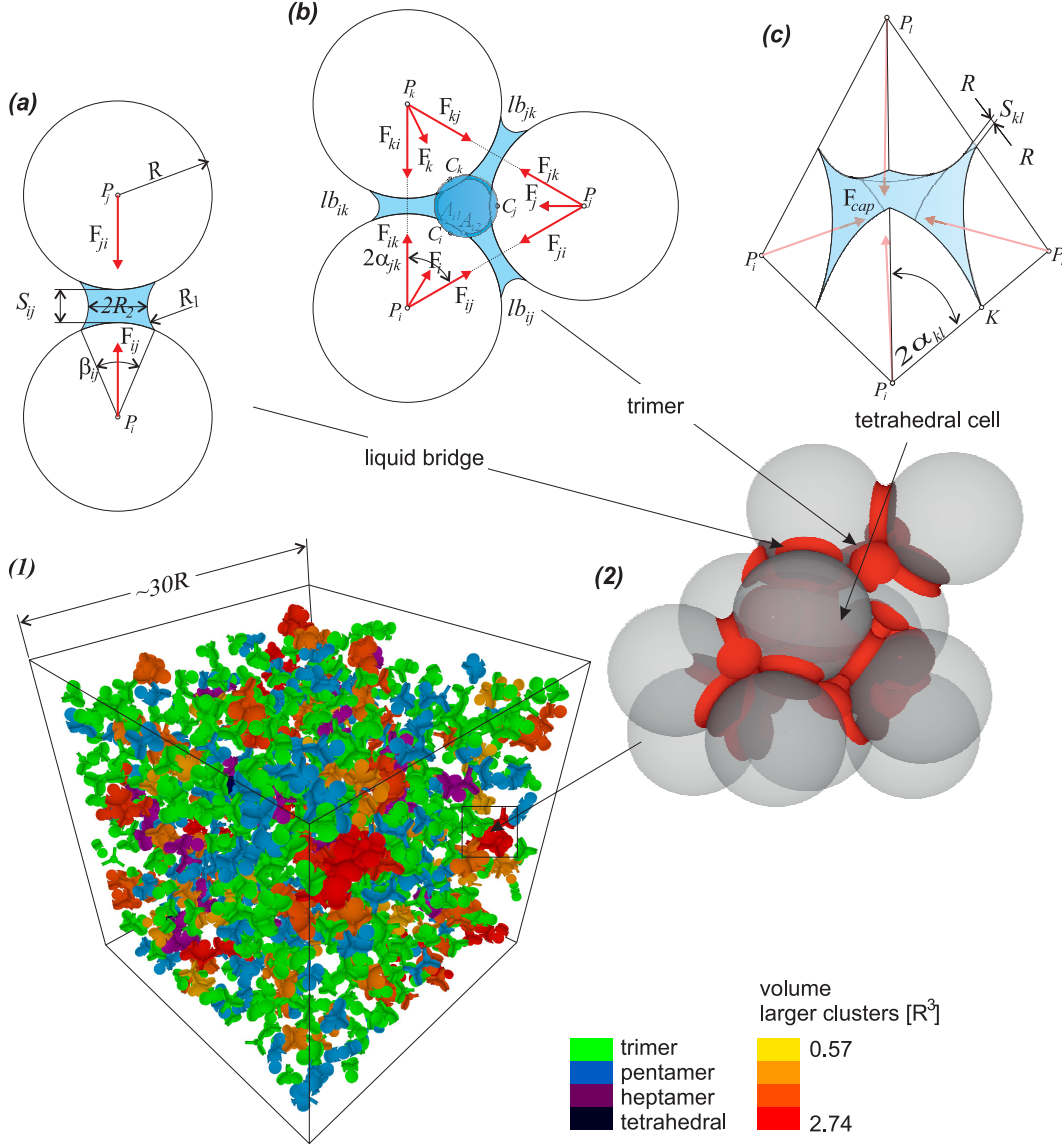 (a)
R
P_j
F_ji
S_ij
2R_2
R_1
F_ij
β_ij
P_i
(b)
P_k
F_kj
lb_jk
F_ki
F_k
C_k
F_jk
P_j
F_j
C_j
lb_ik
A_i1
A_i2
C_i
F_ik
F_ji
2α_jk
F_i
F_ij
P_i
lb_ij
(c)
P_l
R
S_kl
R
F_cap
P_i
K
2α_kl
P_i
trimer
tetrahedral cell
liquid bridge
(1)
~30R
(2)
trimer
pentamer
heptamer
tetrahedral
volume
larger clusters [R^3]
0.57
2.74